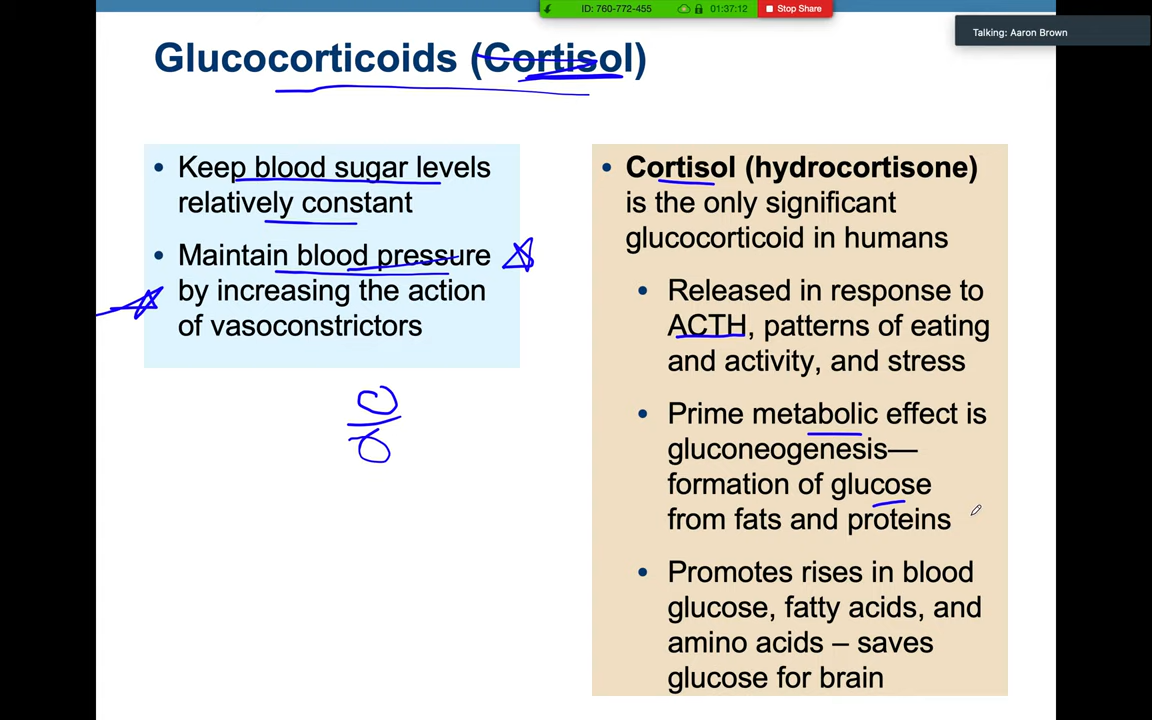 ID: 760-772-455
01:37:12
Stop Share
Talking: Aaron Brown
Glucocorticoids (Cortisol)
• Keep blood sugar levels
relatively constant
• Maintain blood pressure
by increasing the action
of vasoconstrictors
• Cortisol (hydrocortisone)
is the only significant
glucocorticoid in humans
• Released in response to
ACTH, patterns of eating
and activity, and stress
• Prime metabolic effect is
gluconeogenesis—
formation of glucose
from fats and proteins
• Promotes rises in blood
glucose, fatty acids, and
amino acids – saves
glucose for brain